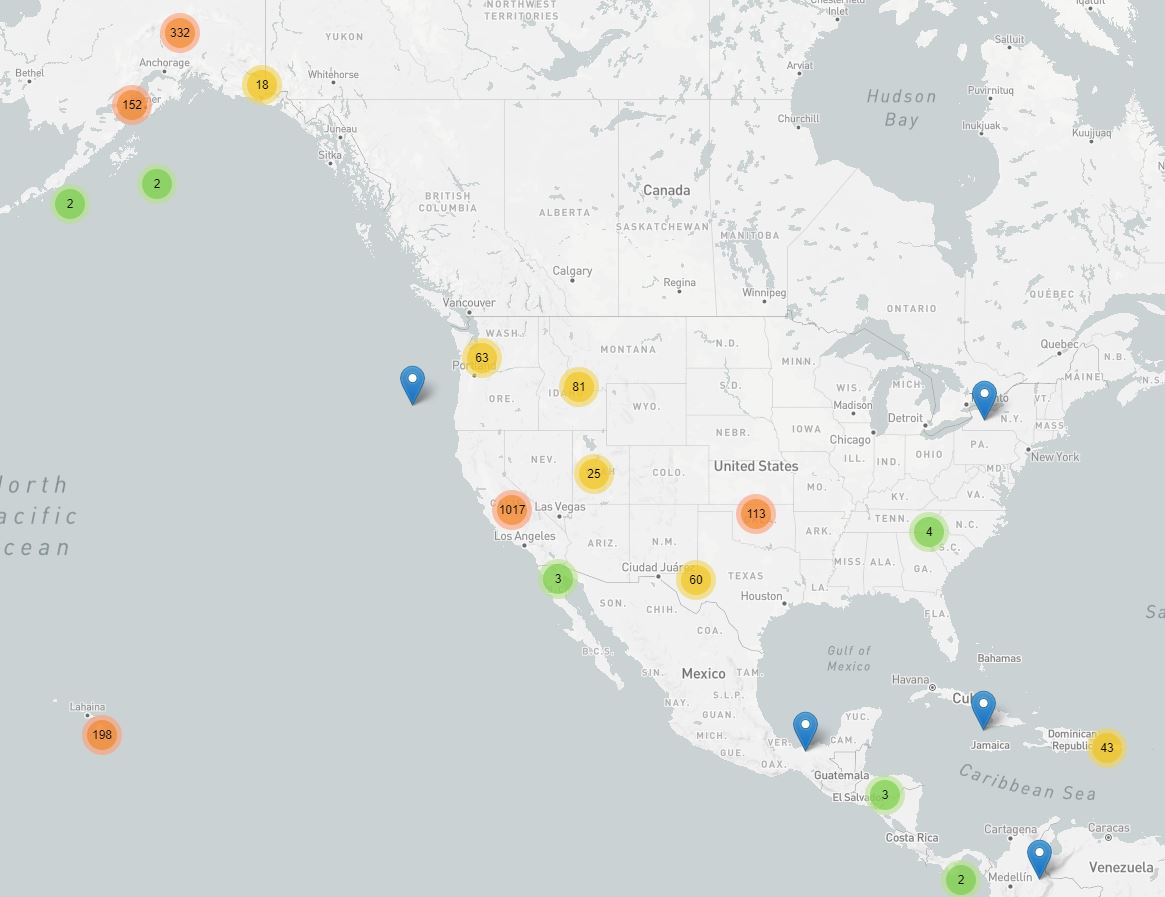 NORTHWEST
TERRITORIES
Chesterfield
Inlet
Iqaluit
332
YUKON
Salluit
Anchorage
Bethel
Whitehorse
Arviat
18
Puvirnituq
152
Hudson
Bay
Churchill
Juneau
Inukjuak
Kuujjuaq
Sitka
2
2
Canada
BRITISH
COLUMBIA
ALBERTA
SASKATCHEWAN
MANITOBA
Calgary
Regina
Winnipeg
QUÉBEC
Vancouver
ONTARIO
WASH.
MONTANA
N.D.
MINN.
Quebec
N.B.
63
Portland
81
S.D.
WIS.
MICH.
MAINE
N.S.
ORE.
WYO.
Madison
Detroit
N.Y.
VT.
MASS.
NEBR.
IOWA
Chicago
PA.
NEV.
25
COLO.
United States
ILL.
IND.
OHIO
MD.
New York
MO.
KY.
VA.
North
Pacific
Ocean
1017
Las Vegas
113
ARK.
TENN.
4
N.C.
S.C.
Los Angeles
ARIZ.
N.M.
MISS.
ALA.
GA.
3
Ciudad Juárez
60
TEXAS
LA.
Houston
SON.
CHIH.
FLA.
COA.
B.C.S.
Gulf of
Mexico
Bahamas
SIN.
Mexico
TAM.
Havana
Cuba
NAY.
S.L.P.
Lahaina
198
GUAN.
YUC.
MICH.
VER.
CAM.
Jamaica
Dominican
Republic
43
GUE.
OAX.
Guatemala
Caribbean Sea
El Salvador
3
Costa Rica
Cartagena
Caracas
2
Medellín
Venezuela